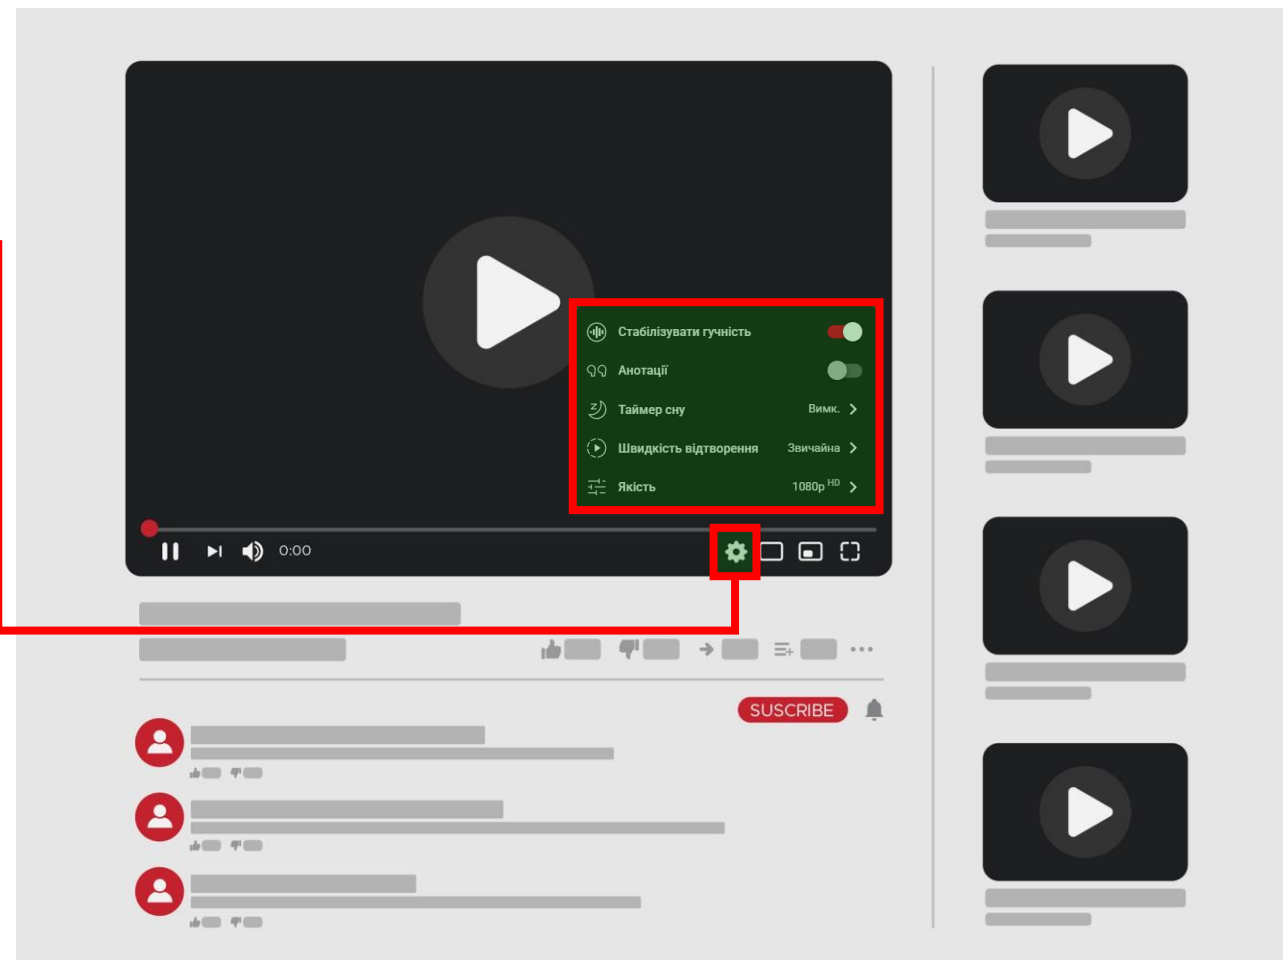 Стабілізувати гучність
Анотації
Таймер сну Вимк.
Швидкість відтворення Звичайна
Якість 1080p HD
0:00
SUSCRIBE